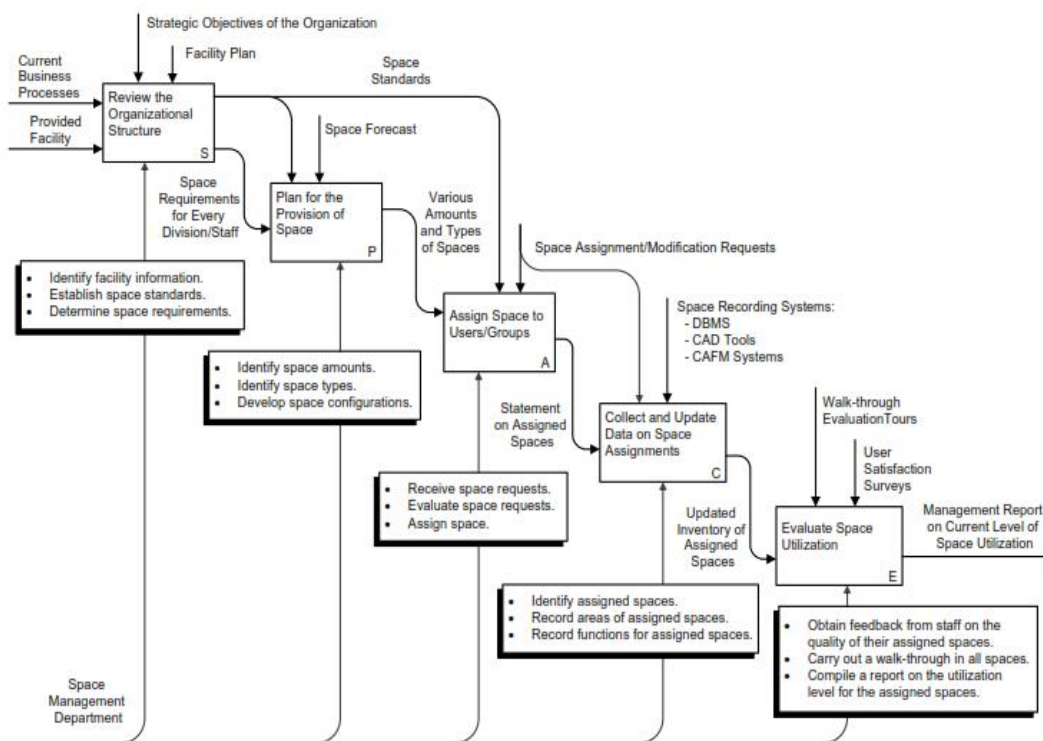 Strategic Objectives of the Organization
Facility Plan
Current
Business
Processes
Provided
Facility
Review the
Organizational
Structure
S
Space
Standards
Space Forecast
Space
Requirements
for Every
Division/Staff
Plan for the
Provision of
Space
P
Various
Amounts
and Types
of Spaces
Space Assignment/Modification Requests
• Identify facility information.
• Establish space standards.
• Determine space requirements.
Assign Space to
Users/Groups
A
Space Recording Systems:
- DBMS
- CAD Tools
- CAFM Systems
• Identify space amounts.
• Identify space types.
• Develop space configurations.
Statement
on Assigned
Spaces
Collect and Update
Data on Space
Assignments
C
Walk-through
EvaluationTours
User
Satisfaction
Surveys
• Receive space requests.
• Evaluate space requests.
• Assign space.
Updated
Inventory of
Assigned
Spaces
Evaluate Space
Utilization
E
Management Report
on Current Level of
Space Utilization
• Identify assigned spaces.
• Record areas of assigned spaces.
• Record functions for assigned spaces.
• Obtain feedback from staff on the
quality of their assigned spaces.
• Carry out a walk-through in all spaces.
• Compile a report on the utilization
level for the assigned spaces.
Space
Management
Department